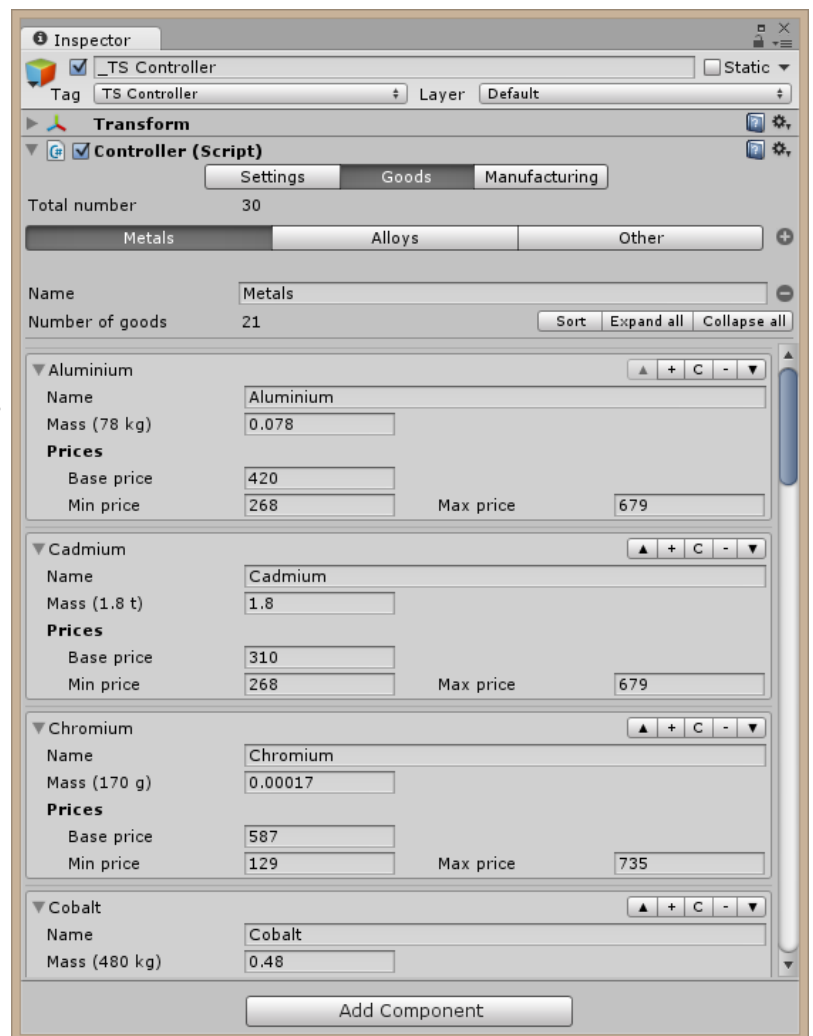 Inspector
_TS Controller Static
Tag TS Controller Layer Default
Transform
Controller (Script)
Settings Goods Manufacturing
Total number 30
Metals Alloys Other
Name Metals
Number of goods 21 Sort Expand all Collapse all
Aluminium + C -
Name Aluminium
Mass (78 kg) 0.078
Prices
Base price 420
Min price 268 Max price 679
Cadmium + C -
Name Cadmium
Mass (1.8 t) 1.8
Prices
Base price 310
Min price 268 Max price 679
Chromium + C -
Name Chromium
Mass (170 g) 0.00017
Prices
Base price 587
Min price 129 Max price 735
Cobalt + C -
Name Cobalt
Mass (480 kg) 0.48
Add Component